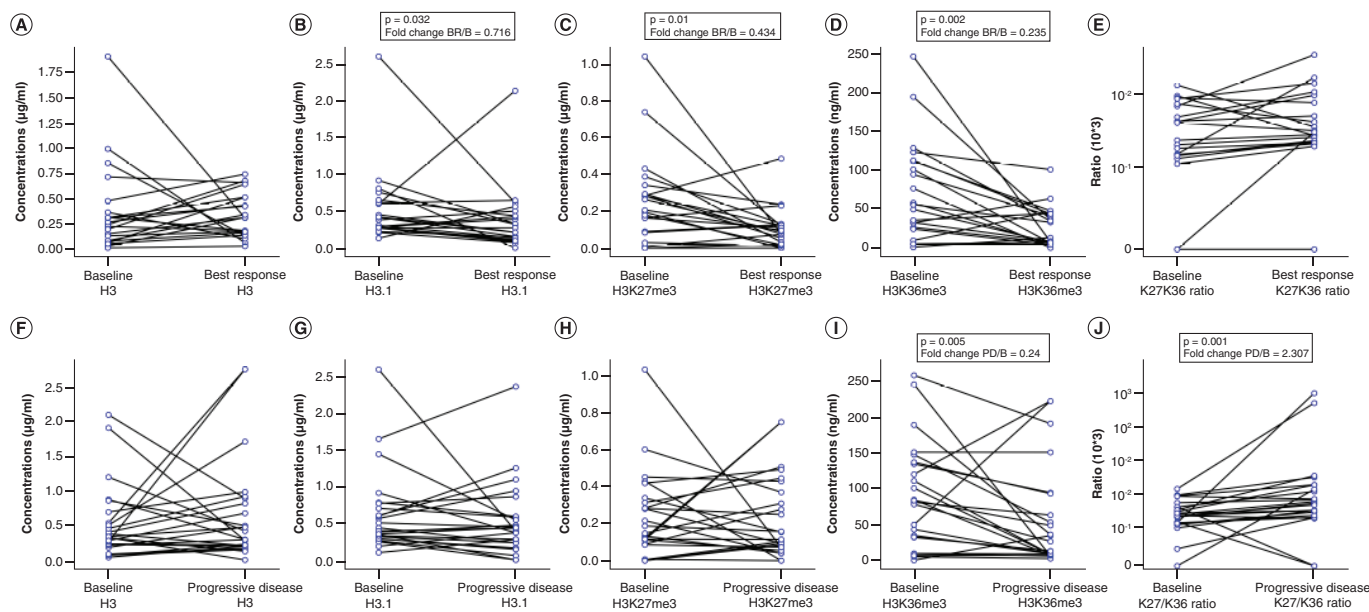 A
Concentrations (μg/ml)
1.75
1.50
1.25
1.00
0.75
0.50
0.25
0.00
Baseline
H3
Best response
H3
B
p = 0.032
Fold change BR/B = 0.716
Concentrations (μg/ml)
2.5
2.0
1.5
1.0
0.5
0.0
Baseline
H3.1
Best response
H3.1
C
p = 0.01
Fold change BR/B = 0.434
Concentrations (μg/ml)
1.0
0.8
0.6
0.4
0.2
0.0
Baseline
H3K27me3
Best response
H3K27me3
D
p = 0.002
Fold change BR/B = 0.235
Concentrations (ng/ml)
250
200
150
100
50
0
Baseline
H3K36me3
Best response
H3K36me3
E
Ratio (10*3)
10-2
10-1
0
Baseline
K27K36 ratio
Best response
K27K36 ratio
F
Concentrations (μg/ml)
2.5
2.0
1.5
1.0
0.5
0.0
Baseline
H3
Progressive disease
H3
G
Concentrations (μg/ml)
2.5
2.0
1.5
1.0
0.5
0.0
Baseline
H3.1
Progressive disease
H3.1
H
Concentrations (μg/ml)
1.0
0.8
0.6
0.4
0.2
0.0
Baseline
H3K27me3
Progressive disease
H3K27me3
I
p = 0.005
Fold change PD/B = 0.24
Concentrations (ng/ml)
250
200
150
100
50
0
Baseline
H3K36me3
Progressive disease
H3K36me3
J
p = 0.001
Fold change PD/B = 2.307
Ratio (10*3)
10³
10²
10-2
10-2
10-1
0
Baseline
K27/K36 ratio
Progressive disease
K27/K36 ratio